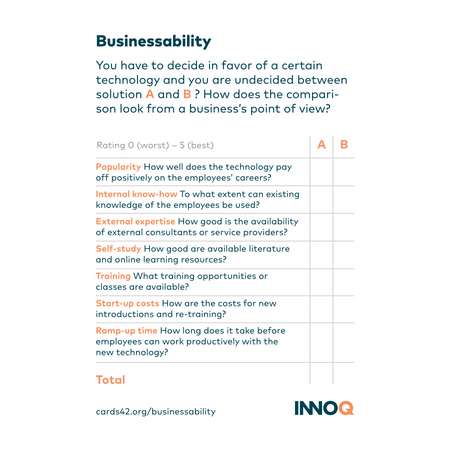 Businessability
You have to decide in favor of a certain
technology and you are undecided between
solution A and B ? How does the compari-
son look from a business's point of view?
Rating 0 (worst) – 5 (best) A B
Popularity How well does the technology pay
off positively on the employees' careers?
Internal know-how To what extent can existing
knowledge of the employees be used?
External expertise How good is the availability
of external consultants or service providers?
Self-study How good are available literature
and online learning resources?
Training What training opportunities or
classes are available?
Start-up costs How are the costs for new
introductions and re-training?
Ramp-up time How long does it take before
employees can work productively with the
new technology?
Total
cards42.org/businessability INNOQ